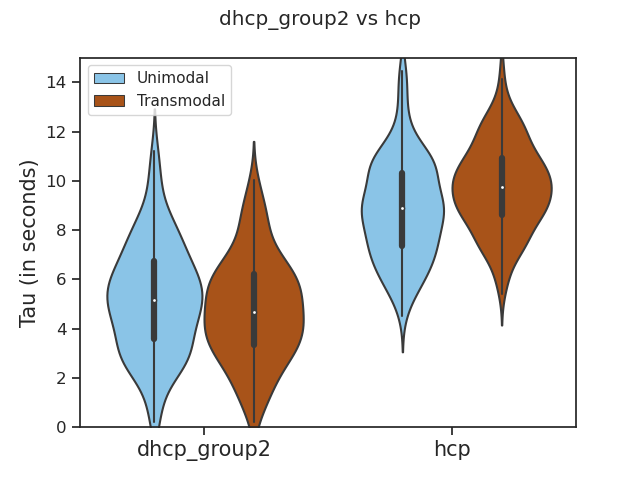 dhcp_group2 vs hcp
Unimodal
Transmodal
Tau (in seconds)
14
12
10
8
6
4
2
0
dhcp_group2
hcp